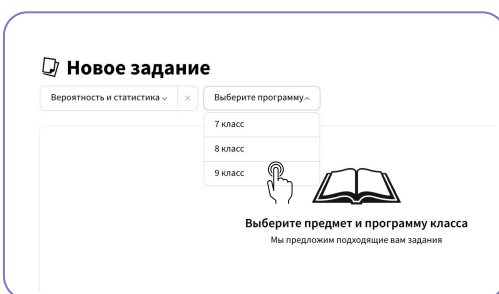 Новое задание
Вероятность и статистика × Выберите программу
7 класс
8 класс
9 класс
Выберите предмет и программу класса
Мы предложим подходящие вам задания